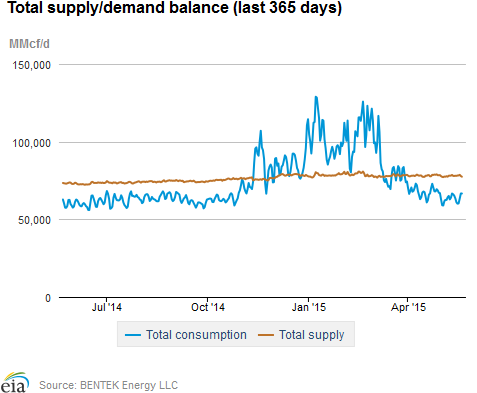 Total supply/demand balance (last 365 days)
MMcf/d
150,000
100,000
50,000
0
Jul '14 Oct '14 Jan '15 Apr '15
Total consumption Total supply
eia Source: BENTEK Energy LLC